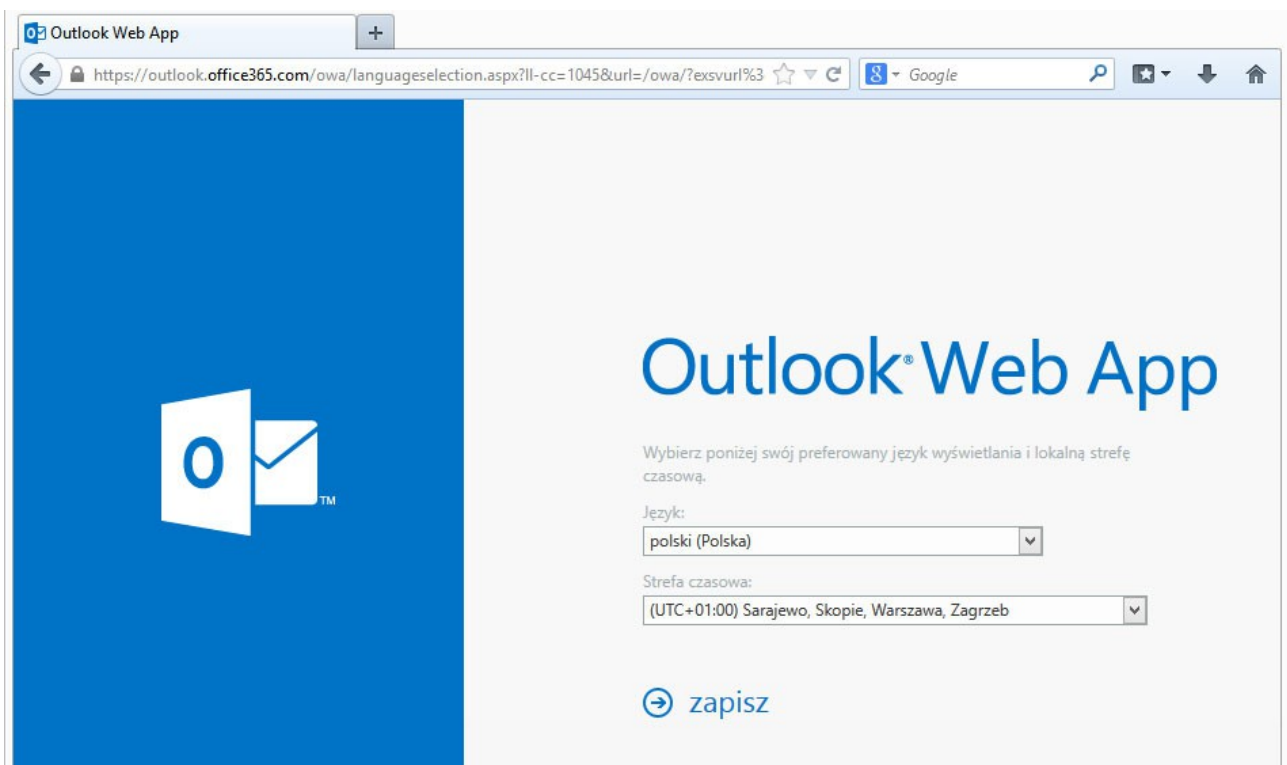 Outlook Web App
https://outlook.office365.com/owa/languageselection.aspx?ll-cc=1045&url=/owa/?exsvurl%3
Google
Outlook® Web App
Wybierz poniżej swój preferowany język wyświetlania i lokalną strefę
czasową.
Język:
polski (Polska)
Strefa czasowa:
(UTC+01:00) Sarajewo, Skopie, Warszawa, Zagrzeb
zapisz
O
TM